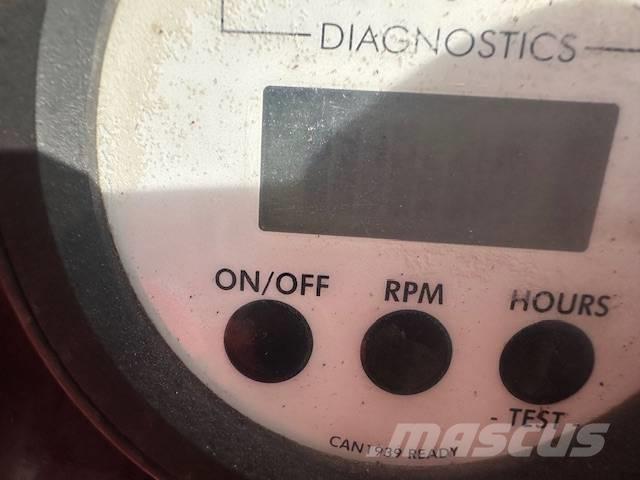 DIAGNOSTICS
ON/OFF RPM HOURS
- TEST -
CAN1939 READY
mascus